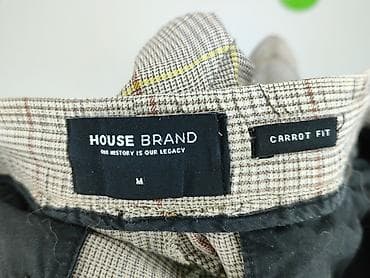 HOUSE BRAND
OUR HISTORY IS OUR LEGACY
M
CARROT FIT